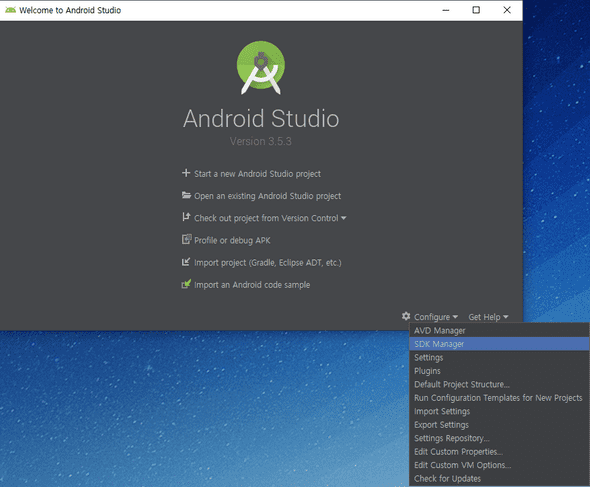 Welcome to Android Studio
Android Studio
Version 3.5.3
Start a new Android Studio project
Open an existing Android Studio project
Check out project from Version Control
Profile or debug APK
Import project (Gradle, Eclipse ADT, etc.)
Import an Android code sample
Configure Get Help
AVD Manager
SDK Manager
Settings
Plugins
Default Project Structure...
Run Configuration Templates for New Projects
Import Settings
Export Settings
Settings Repository...
Edit Custom Properties...
Edit Custom VM Options...
Check for Updates